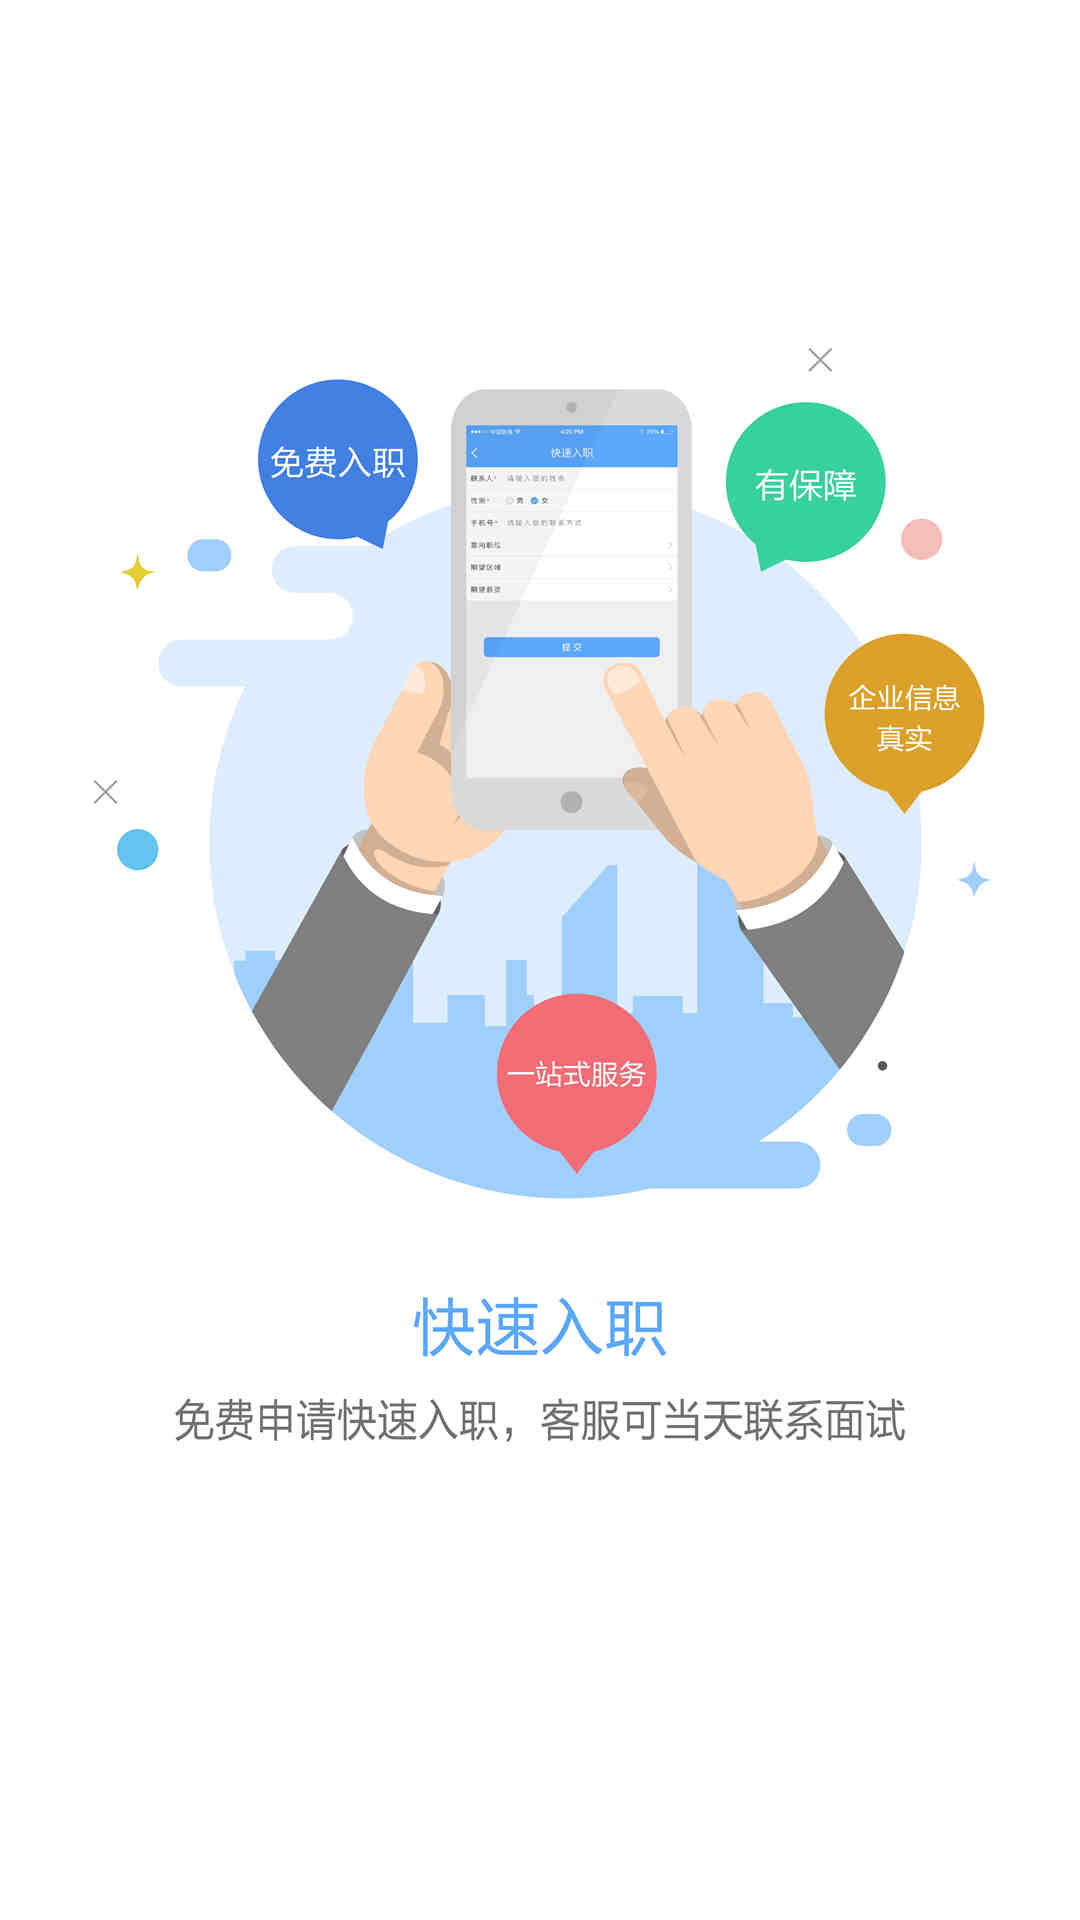 免费入职
有保障
企业信息
真实
4:20 PM
快速入职
联系人* 请输入您的姓名
性别* 男 女
手机号* 请输入您的联系方式
意向职位
期望区域
期望薪资
提交
一站式服务
快速入职
免费申请快速入职，客服可当天联系面试